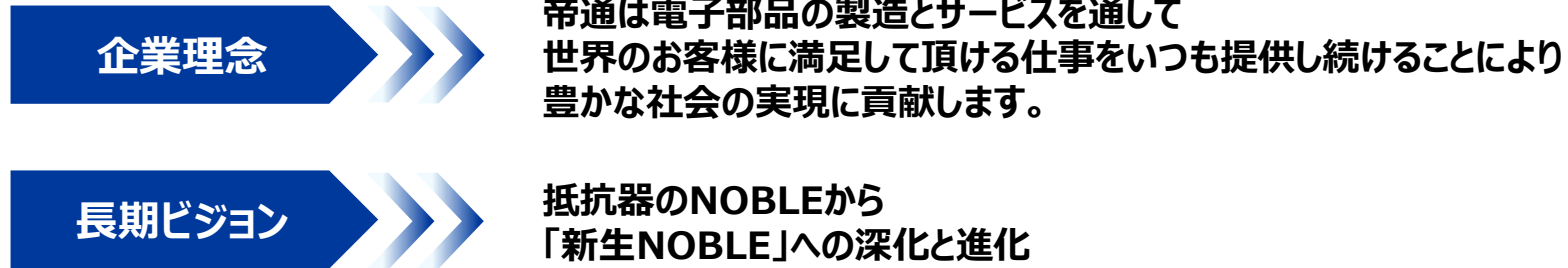 企業理念
帝通は電子部品の製造とサービスを通して
世界のお客様に満足して頂ける仕事をいつも提供し続けることにより
豊かな社会の実現に貢献します。
長期ビジョン
抵抗器のNOBLEから
「新生NOBLE」への深化と進化